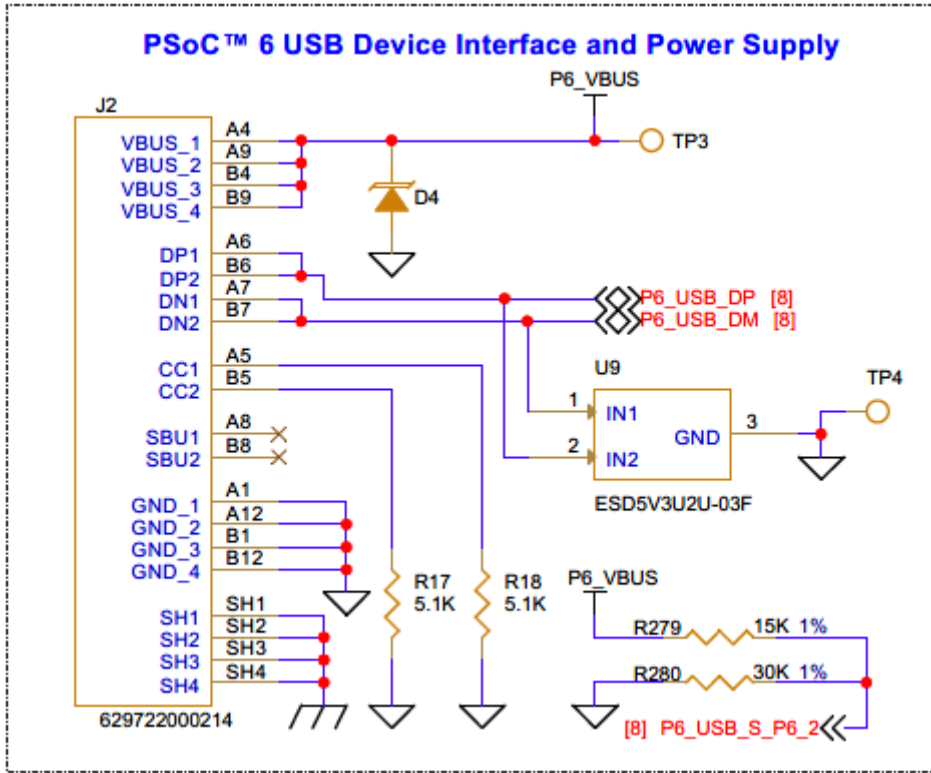 PSoC™ 6 USB Device Interface and Power Supply
P6_VBUS
J2
VBUS_1 A4
TP3
VBUS_2 A9
VBUS_3 B4
VBUS_4 B9
D4
DP1 A6
DP2 B6
DN1 A7
P6_USB_DP [8]
DN2 B7
P6_USB_DM [8]
CC1 A5
U9
CC2 B5
TP4
1 IN1
GND 3
2 IN2
SBU1 A8
SBU2 B8
ESD5V3U2U-03F
GND_1 A1
GND_2 A12
GND_3 B1
GND_4 B12
R17
5.1K
R18
5.1K
P6_VBUS
SH1 SH1
SH2 SH2
SH3 SH3
SH4 SH4
R279 15K 1%
R280 30K 1%
629722000214
[8] P6_USB_S_P6_2